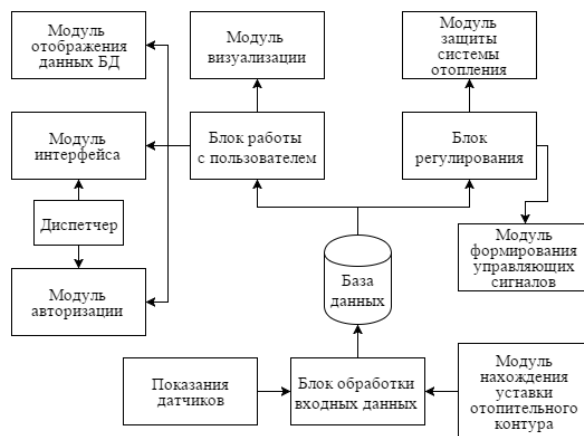 Модуль
отображения
данных БД
Модуль
визуализации
Модуль
защиты
системы
отопления
Модуль
интерфейса
Блок работы
с пользователем
Блок
регулирования
Диспетчер
Модуль
авторизации
База
данных
Модуль
формирования
управляющих
сигналов
Показания
датчиков
Блок обработки
входных данных
Модуль
нахождения
уставки
отопительного
контура